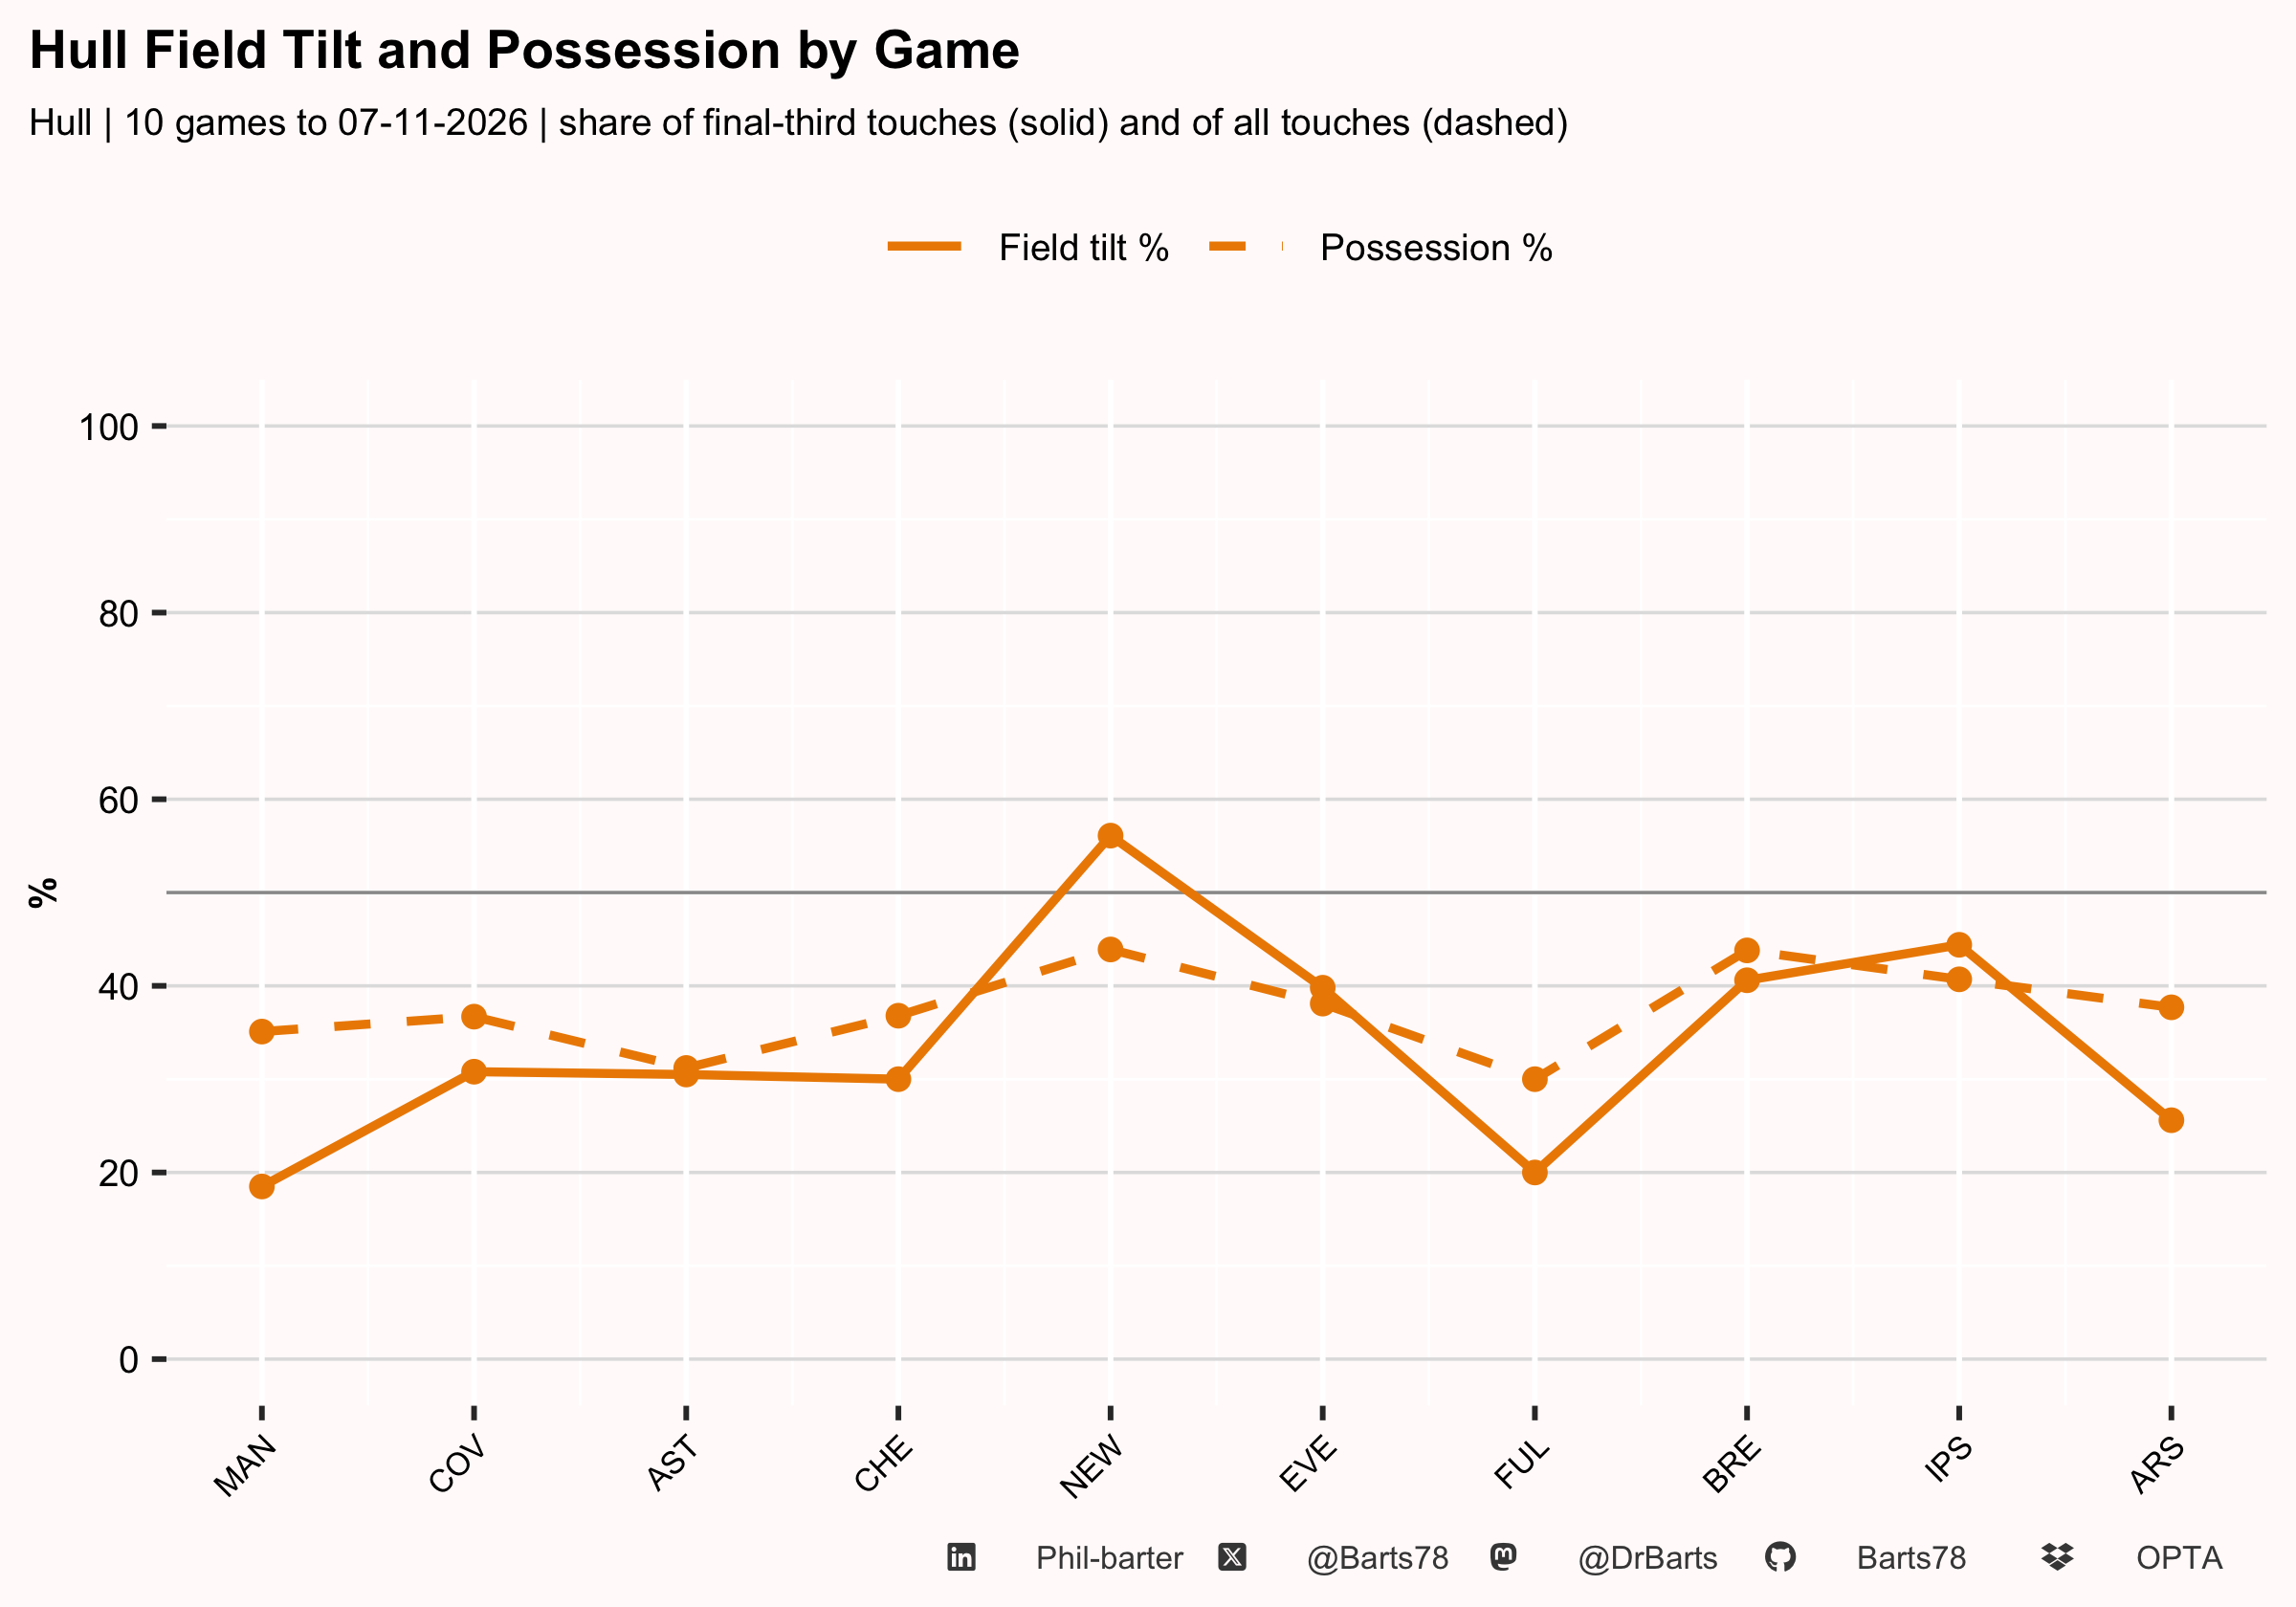 Hull Field Tilt and Possession by Game
Hull | 10 games to 07-11-2026 | share of final-third touches (solid) and of all touches (dashed)
Field tilt % Possession %
100
80
60
%
40
20
0
MAN COV AST CHE NEW EVE FUL BRE IPS ARS
Phil-barter @Barts78 @DrBarts Barts78 OPTA